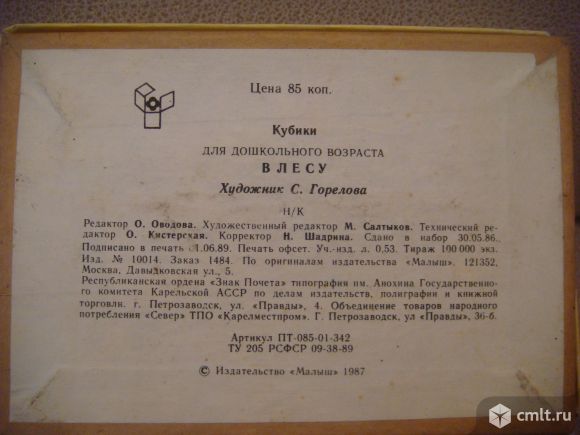 Цена 85 коп.
Кубики
ДЛЯ ДОШКОЛЬНОГО ВОЗРАСТА
В ЛЕСУ
Художник С. Горелова
Н/К
Редактор О. Оводова. Художественный редактор М. Салтыков. Технический ре-
дактор О. Кистерская. Корректор Н. Шадрина. Сдано в набор 30.05.86.
Подписано в печать 1.06.89. Печать офсет. Уч.-изд. л. 0,53. Тираж 190 000 экз.
Изд. № 10014. Заказ 1484. По оригиналам издательства «Малыш». 121352,
Москва, Давыдковская ул., 5.
Республиканская ордена «Знак Почета» типография им. Анохина Государственно-
го комитета Карельской АССР по делам издательств, полиграфии и книжной
торговли. г. Петрозаводск, ул. «Правды», 4. Объединение товаров народного
потребления «Север» ТПО «Карелместпром». Г. Петрозаводск, ул «Правды», 36-б.
Артикул ПТ-085-01-342
ТУ 205 РСФСР 09-38-89
© Издательство «Малыш» 1987
cmlt.ru